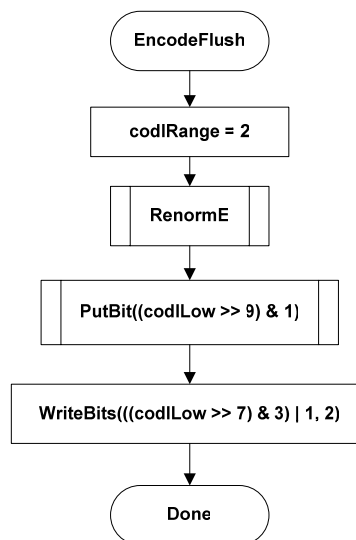 EncodeFlush
codIRange = 2
RenormE
PutBit((codILow >> 9) & 1)
WriteBits(((codILow >> 7) & 3) | 1, 2)
Done